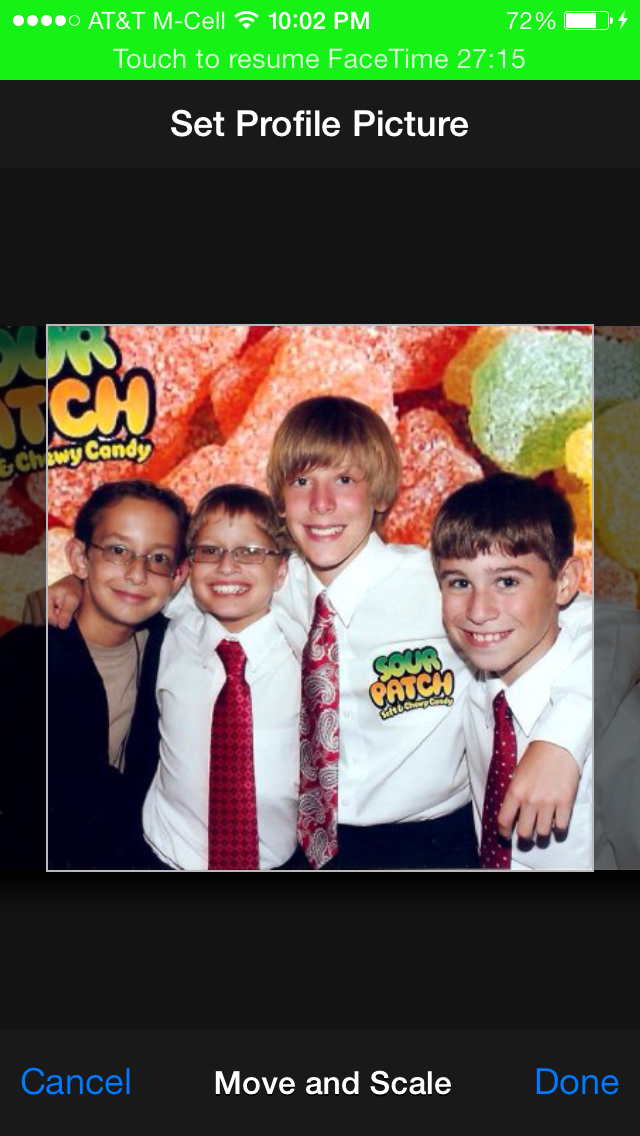 AT&T M-Cell 10:02 PM 72%
Touch to resume FaceTime 27:15
Set Profile Picture
OUR
ATCH
& Chewy Candy
SOUR
PATCH
Soft & Chewy Candy
Cancel Move and Scale Done